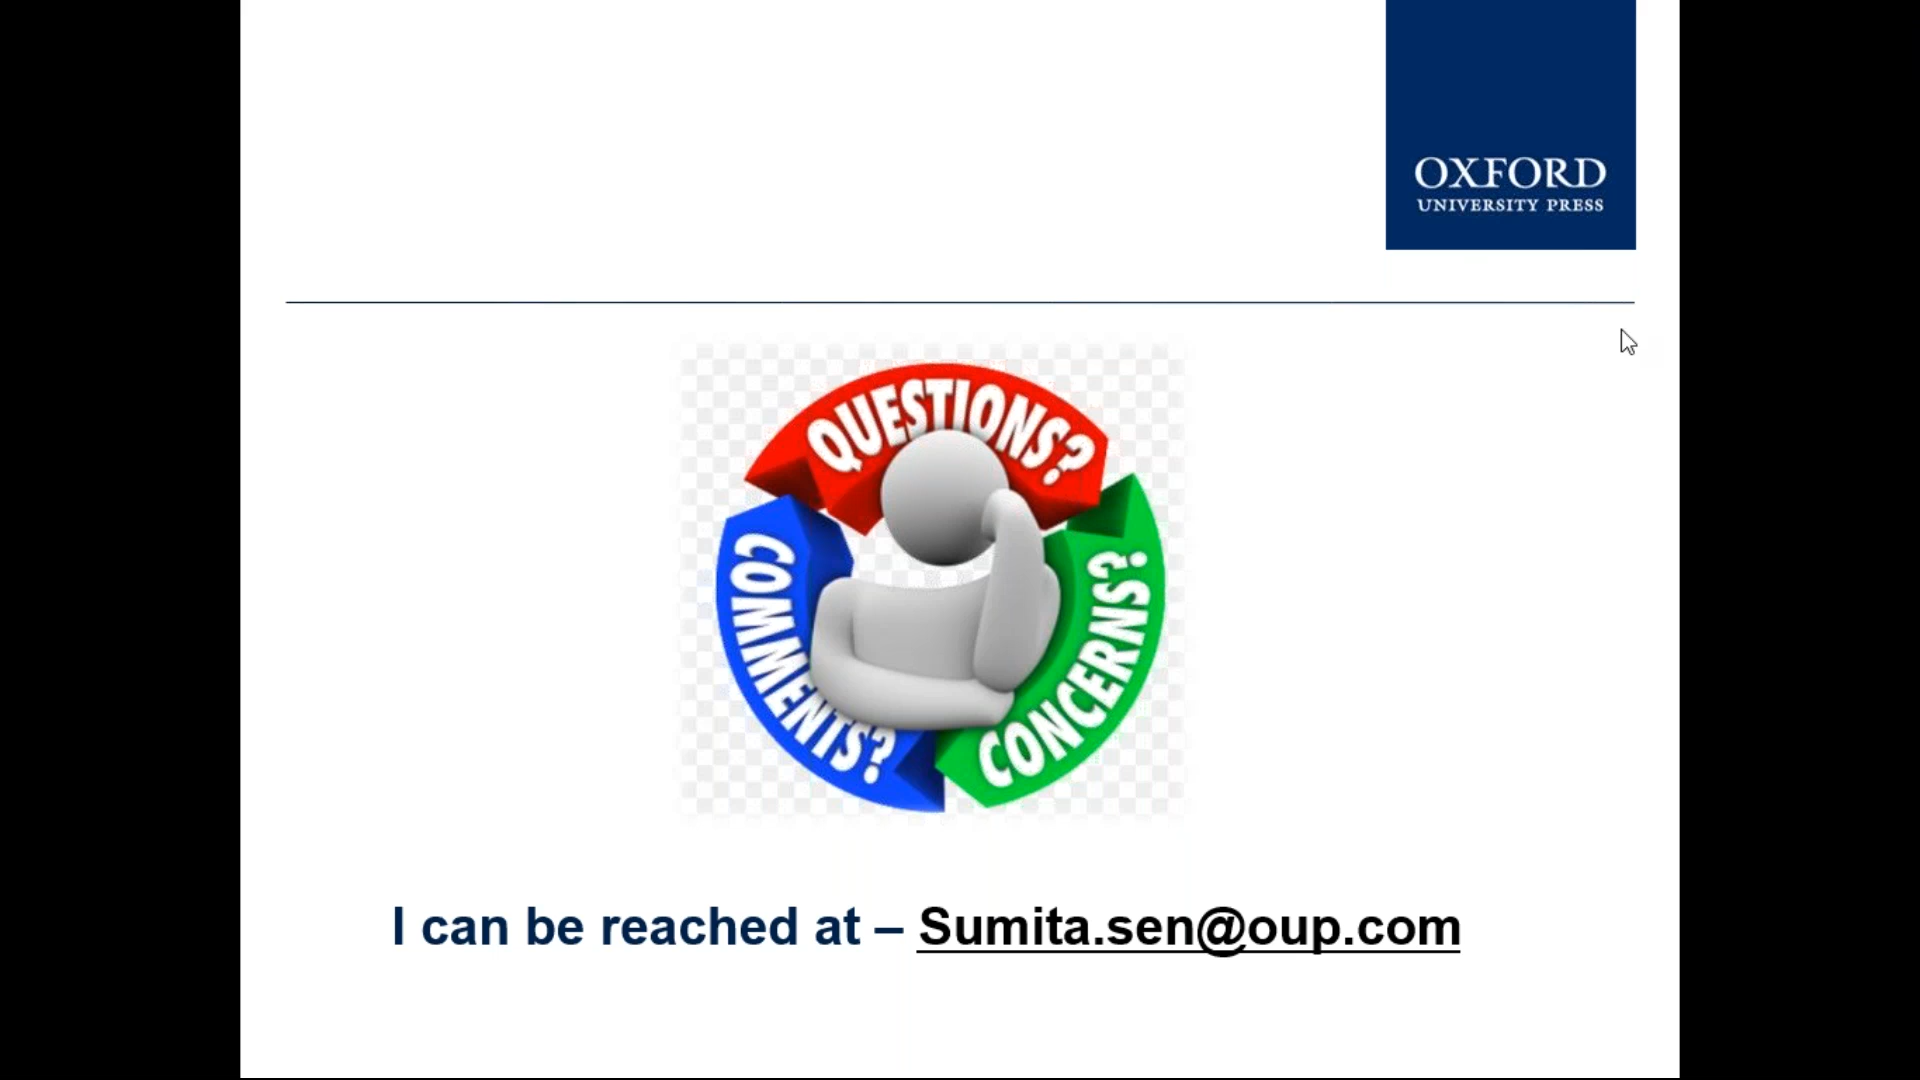 OXFORD
UNIVERSITY PRESS
QUESTIONS?
COMMENTS?
CONCERNS?
I can be reached at – Sumita.sen@oup.com